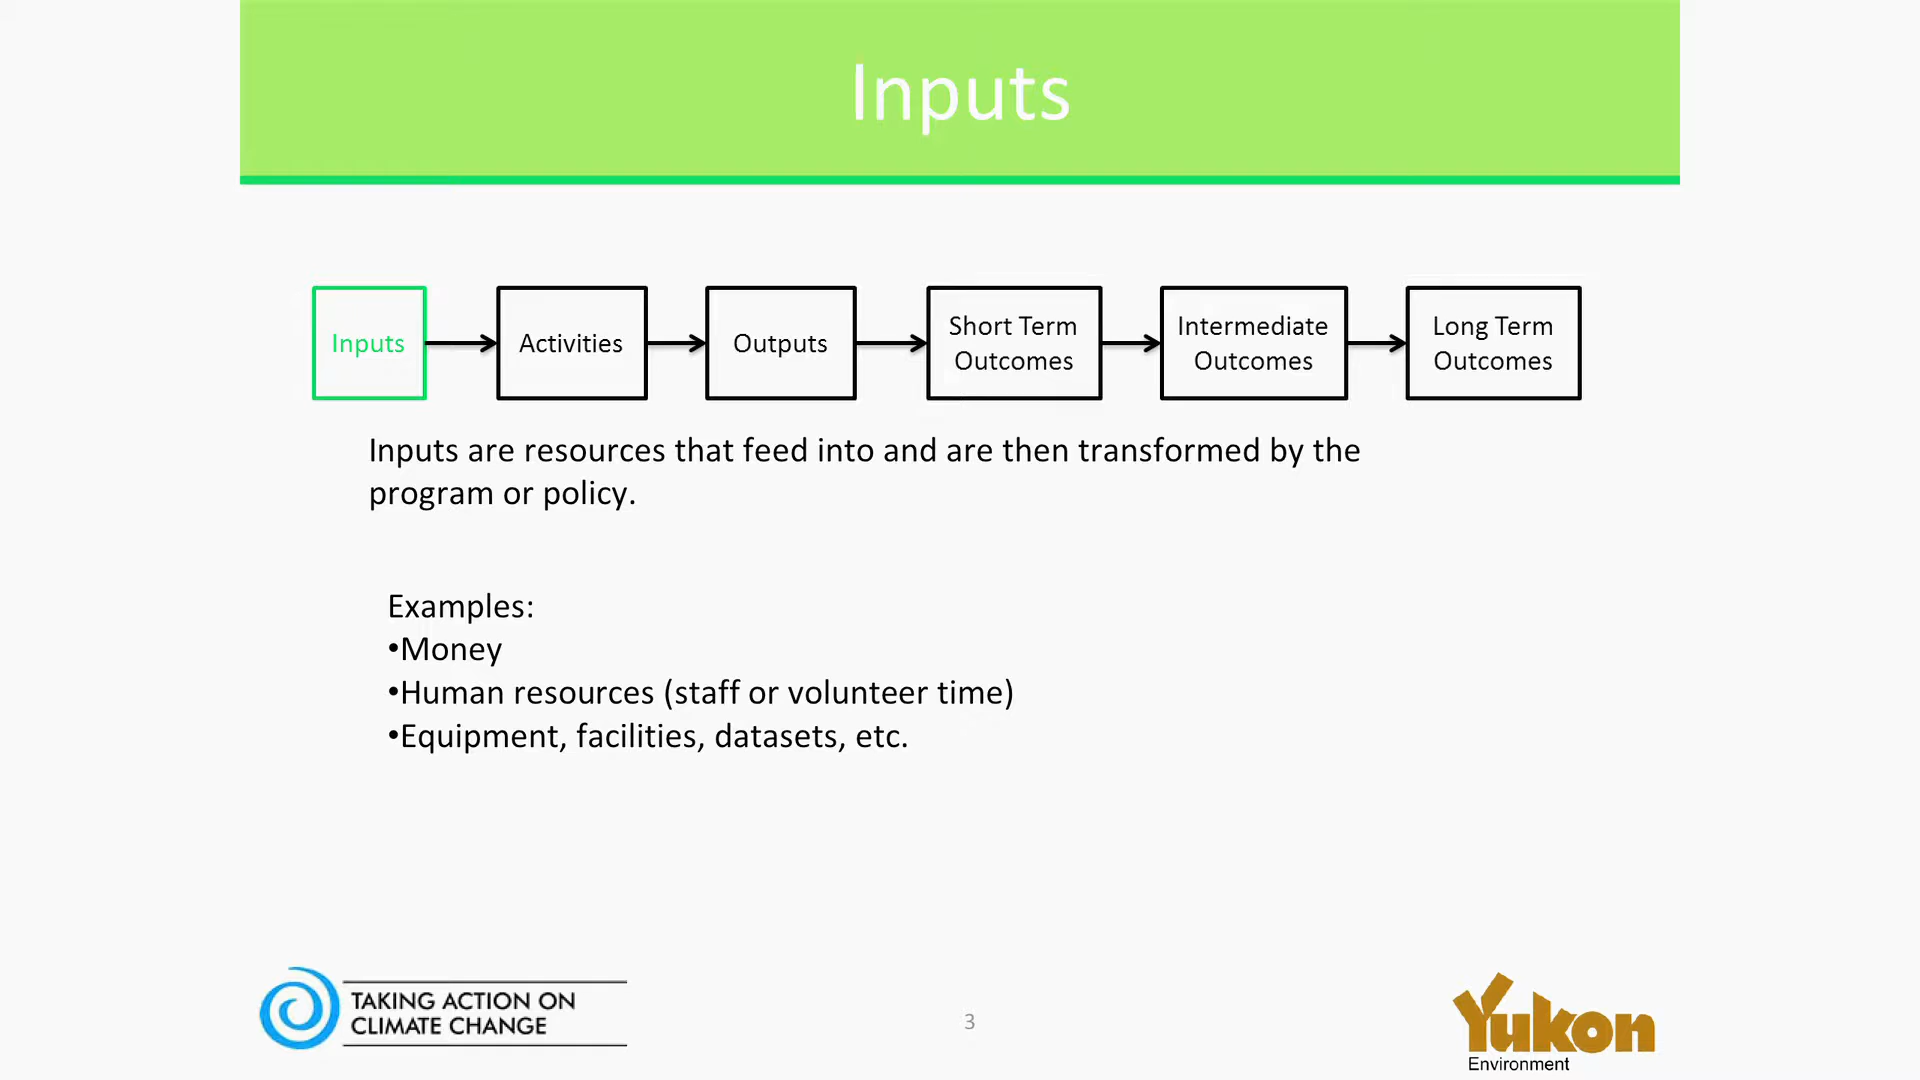 Inputs
Inputs
Activities
Outputs
Short Term
Outcomes
Intermediate
Outcomes
Long Term
Outcomes
Inputs are resources that feed into and are then transformed by the
program or policy.
Examples:
•Money
•Human resources (staff or volunteer time)
•Equipment, facilities, datasets, etc.
TAKING ACTION ON
CLIMATE CHANGE
3
Yukon
Environment